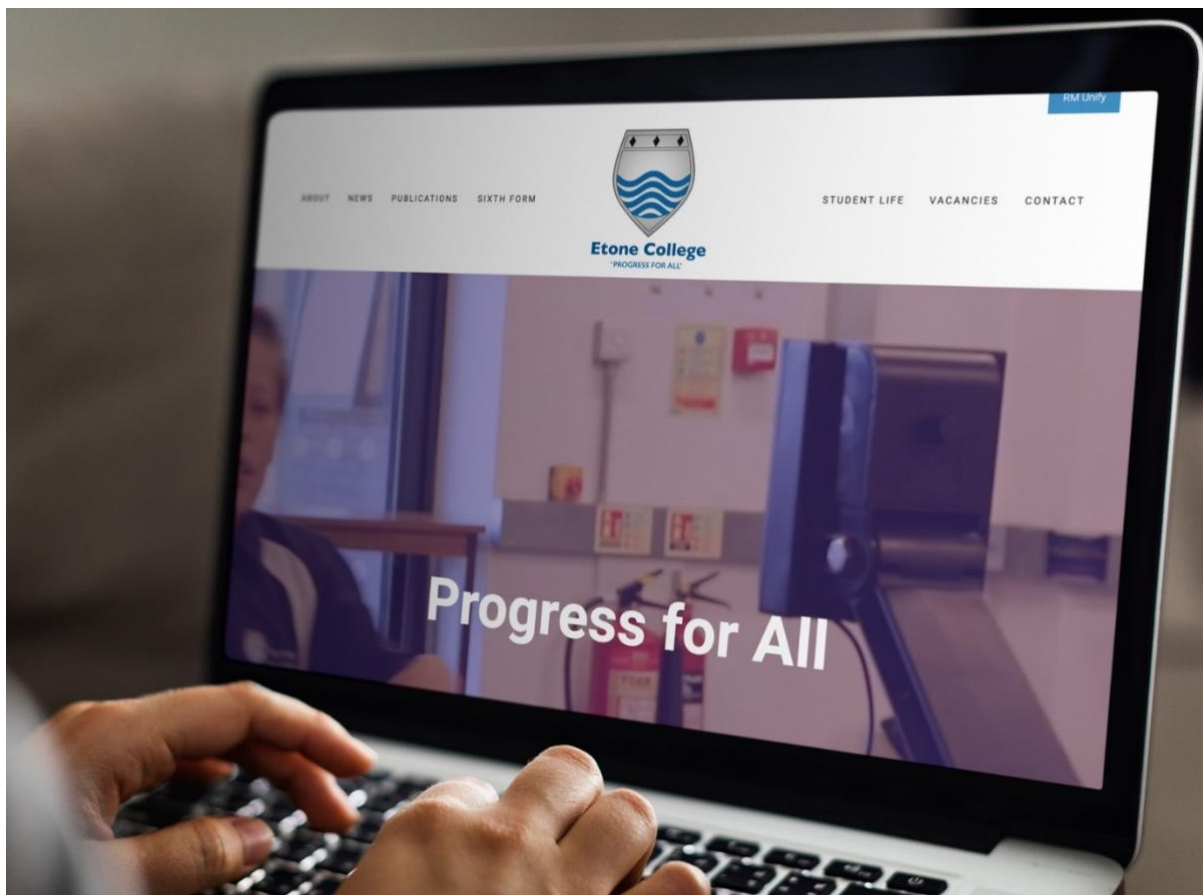 RM Unify
ABOUT NEWS PUBLICATIONS SIXTH FORM
STUDENT LIFE VACANCIES CONTACT
Etone College
"PROGRESS FOR ALL"
Progress for All